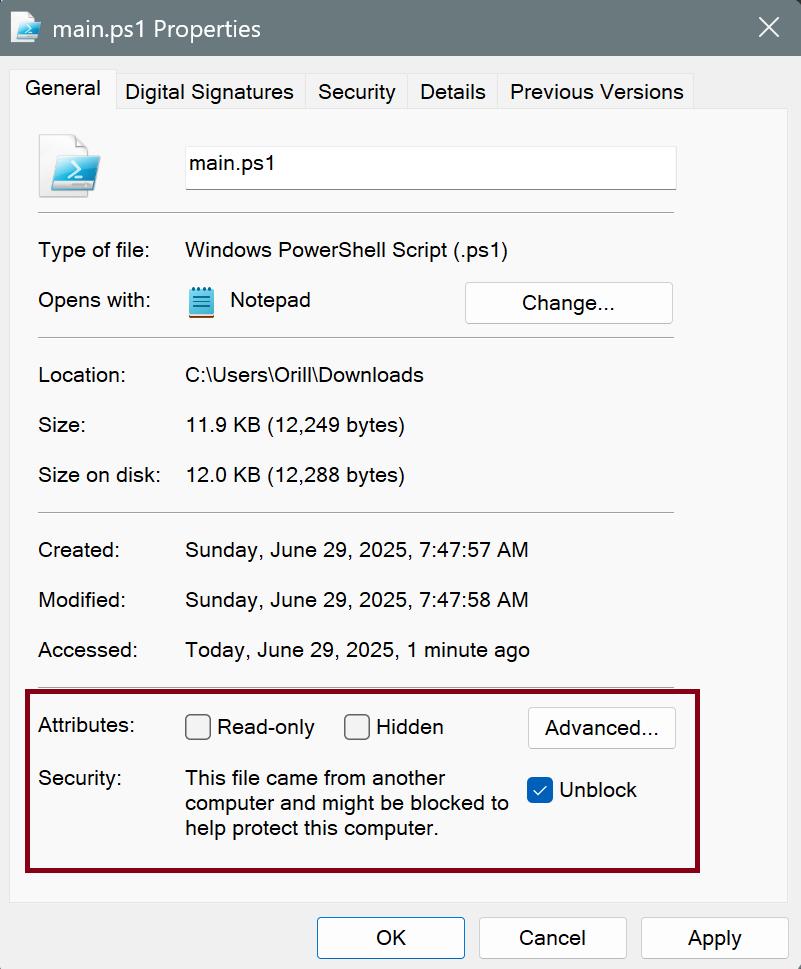 main.ps1 Properties
General Digital Signatures Security Details Previous Versions
main.ps1
Type of file: Windows PowerShell Script (.ps1)
Opens with: Notepad Change...
Location: C:\Users\Orill\Downloads
Size: 11.9 KB (12,249 bytes)
Size on disk: 12.0 KB (12,288 bytes)
Created: Sunday, June 29, 2025, 7:47:57 AM
Modified: Sunday, June 29, 2025, 7:47:58 AM
Accessed: Today, June 29, 2025, 1 minute ago
Attributes: Read-only Hidden Advanced...
Security: This file came from another
computer and might be blocked to
help protect this computer.
Unblock
OK Cancel Apply